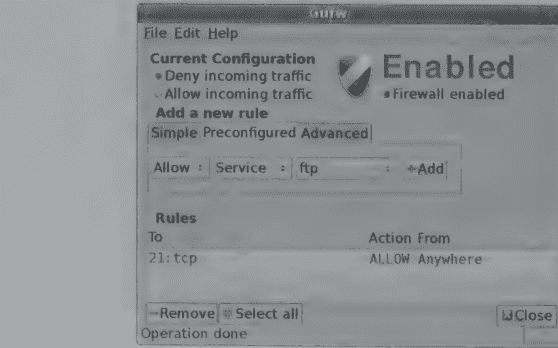 Gufw
File Edit Help
Current Configuration
Deny incoming traffic
Allow incoming traffic
Enabled
Firewall enabled
Add a new rule
Simple Preconfigured Advanced
Allow Service ftp Add
Rules
To Action From
21:tcp ALLOW Anywhere
Remove Select all Close
Operation done